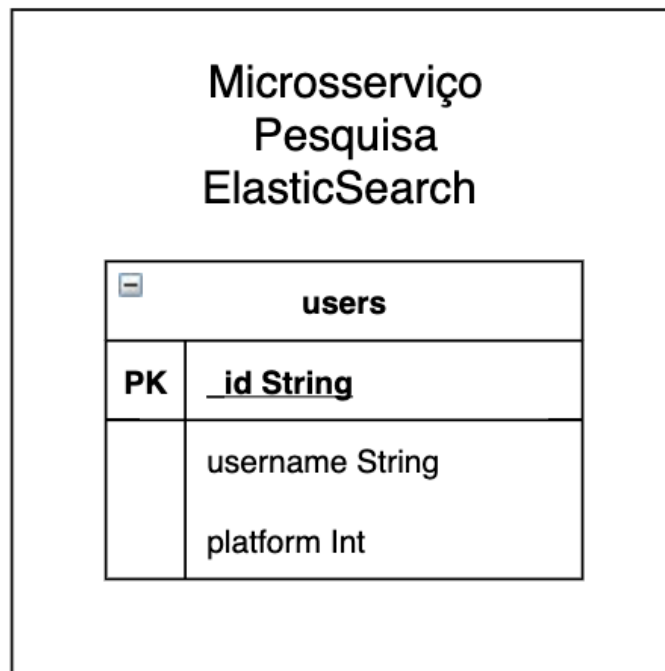 Microsserviço
Pesquisa
ElasticSearch
users
PK _id String
username String
platform Int